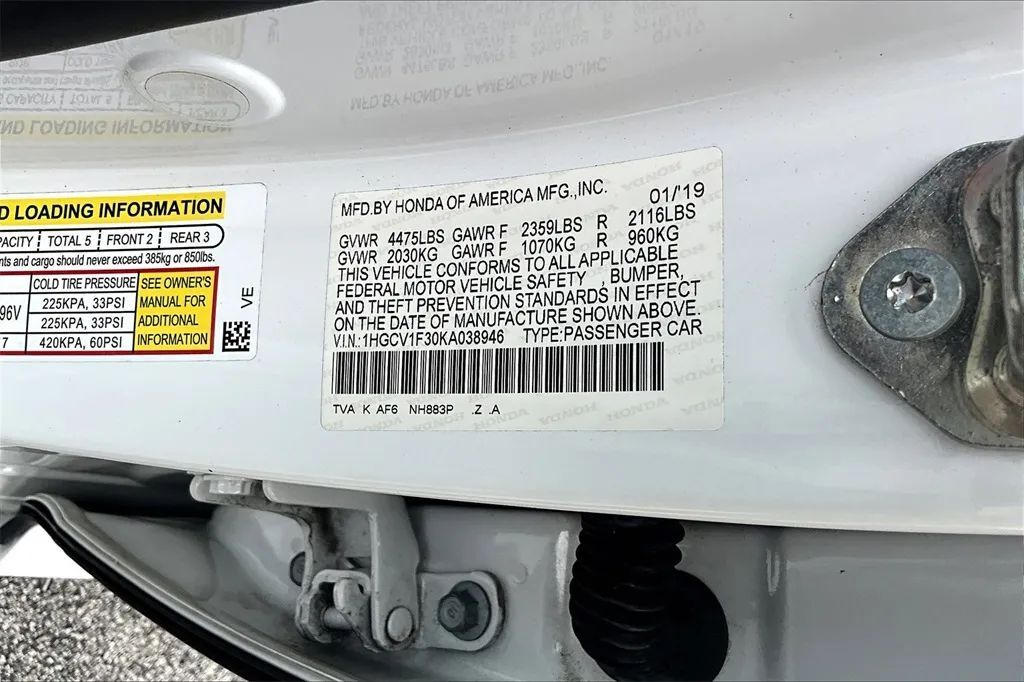 D LOADING INFORMATION
PACITY TOTAL 5 FRONT 2 REAR 3
nts and cargo should never exceed 385kg or 850lbs.
COLD TIRE PRESSURE SEE OWNER'S
96V 225KPA, 33PSI MANUAL FOR
225KPA, 33PSI ADDITIONAL
7 420KPA, 60PSI INFORMATION
VE
MFD.BY HONDA OF AMERICA MFG.,INC. 01/'19
GVWR 4475LBS GAWR F 2359LBS R 2116LBS
GVWR 2030KG GAWR F 1070KG R 960KG
THIS VEHICLE CONFORMS TO ALL APPLICABLE
FEDERAL MOTOR VEHICLE SAFETY , BUMPER,
AND THEFT PREVENTION STANDARDS IN EFFECT
ON THE DATE OF MANUFACTURE SHOWN ABOVE.
V.I.N.:1HGCV1F30KA038946 TYPE:PASSENGER CAR
TVA K AF6 NH883P .Z .A